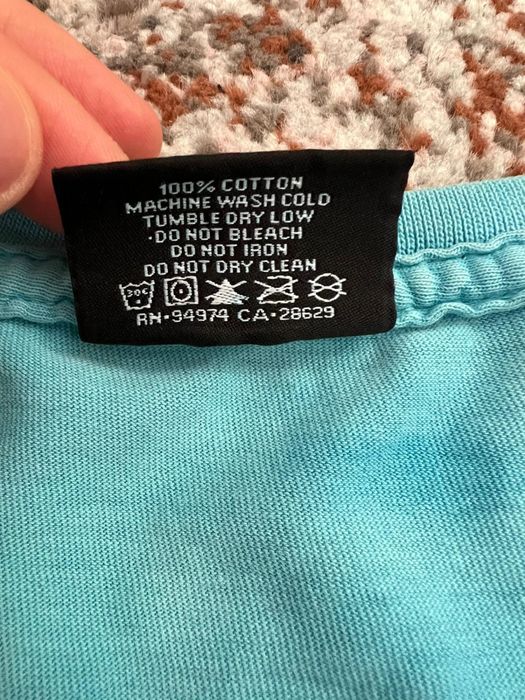 100% COTTON
MACHINE WASH COLD
TUMBLE DRY LOW
·DO NOT BLEACH
DO NOT IRON
DO NOT DRY CLEAN
30C
RN·94974 CA·28629